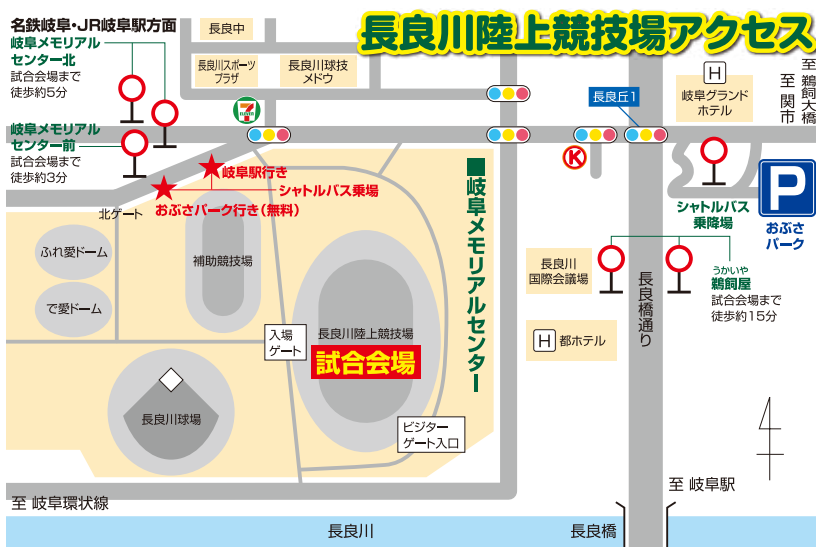 長良川陸上競技場アクセス
名鉄岐阜・JR岐阜駅方面
岐阜メモリアル
センター北
試合会場まで
徒歩約5分
岐阜メモリアル
センター前
試合会場まで
徒歩約3分
長良中
長良川スポーツ
プラザ
長良川球技
メドウ
7
ELEVEN
長良丘1
K
H
岐阜グランド
ホテル
至 鵜飼大橋
至 関市
岐阜駅行き
シャトルバス乗場
おぶさパーク行き(無料)
北ゲート
シャトルバス
乗降場
P
おぶさ
パーク
■岐阜メモリアルセンター
ふれ愛ドーム
で愛ドーム
補助競技場
長良川
国際会議場
長良橋通り
うかいや
鵜飼屋
試合会場まで
徒歩約15分
入場
ゲート
長良川陸上競技場
試合会場
H
都ホテル
長良川球場
ビジター
ゲート入口
至 岐阜環状線
至 岐阜駅
長良川
長良橋